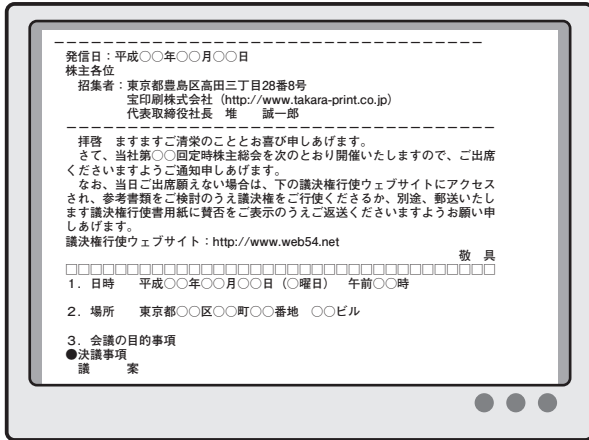 発信日：平成○○年○○月○○日
株主各位
招集者：東京都豊島区高田三丁目28番8号
宝印刷株式会社（http://www.takara-print.co.jp）
代表取締役社長　堆　誠一郎
拝啓　ますますご清栄のこととお喜び申しあげます。
さて、当社第○○回定時株主総会を次のとおり開催いたしますので、ご出席
くださいますようご通知申しあげます。
なお、当日ご出席願えない場合は、下の議決権行使ウェブサイトにアクセス
され、参考書類をご検討のうえ議決権をご行使くださるか、別途、郵送いたし
ます議決権行使書用紙に賛否をご表示のうえご返送くださいますようお願い申
しあげます。
議決権行使ウェブサイト：http://www.web54.net
敬　具
□□□□□□□□□□□□□□□□□□□□□□□□□□□□□□□□□□□
１．日時　平成○○年○○月○○日（○曜日）　午前○○時
２．場所　東京都○○区○○町○○番地　○○ビル
３．会議の目的事項
●決議事項
議　　案